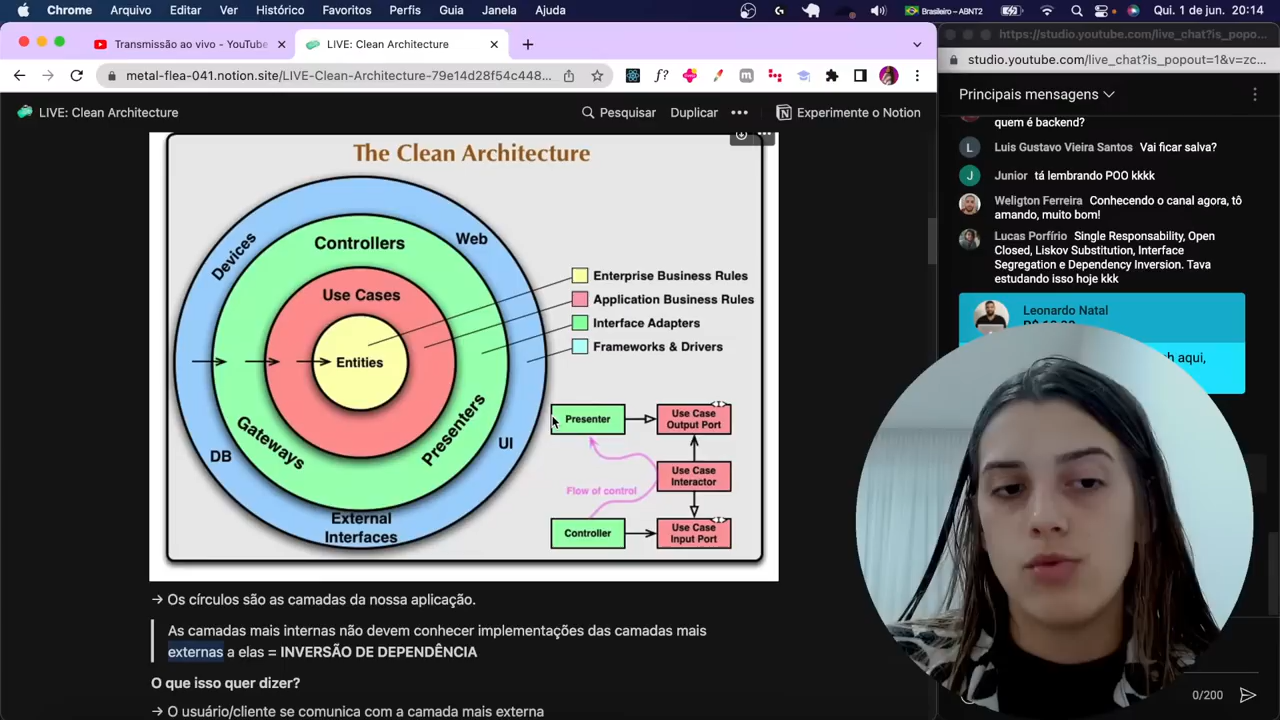 Chrome Arquivo Editar Ver Histórico Favoritos Perfis Guia Janela Ajuda
Brasileiro – ABNT2
Qui. 1 de jun. 20:14
Transmissão ao vivo - YouTube
LIVE: Clean Architecture
https://studio.youtube.com/live_chat?is_popo...
metal-flea-041.notion.site/LIVE-Clean-Architecture-79e14d28f54c448...
studio.youtube.com/live_chat?is_popout=1&v=zc...
LIVE: Clean Architecture
Pesquisar
Duplicar
Experimente o Notion
Principais mensagens
quem é backend?
Luis Gustavo Vieira Santos Vai ficar salva?
Junior tá lembrando POO kkkk
Weligton Ferreira Conhecendo o canal agora, tô
amando, muito bom!
Lucas Porfírio Single Responsability, Open
Closed, Liskov Substitution, Interface
Segregation e Dependency Inversion. Tava
estudando isso hoje kkk
Leonardo Natal
aqui,
0/200
The Clean Architecture
Devices
Web
Controllers
Use Cases
Entities
Gateways
Presenters
DB
UI
External
Interfaces
Enterprise Business Rules
Application Business Rules
Interface Adapters
Frameworks & Drivers
Presenter
Use Case
Output Port
Use Case
Interactor
Flow of control
Controller
Use Case
Input Port
→ Os círculos são as camadas da nossa aplicação.
As camadas mais internas não devem conhecer implementações das camadas mais
externas a elas = INVERSÃO DE DEPENDÊNCIA
O que isso quer dizer?
→ O usuário/cliente se comunica com a camada mais externa